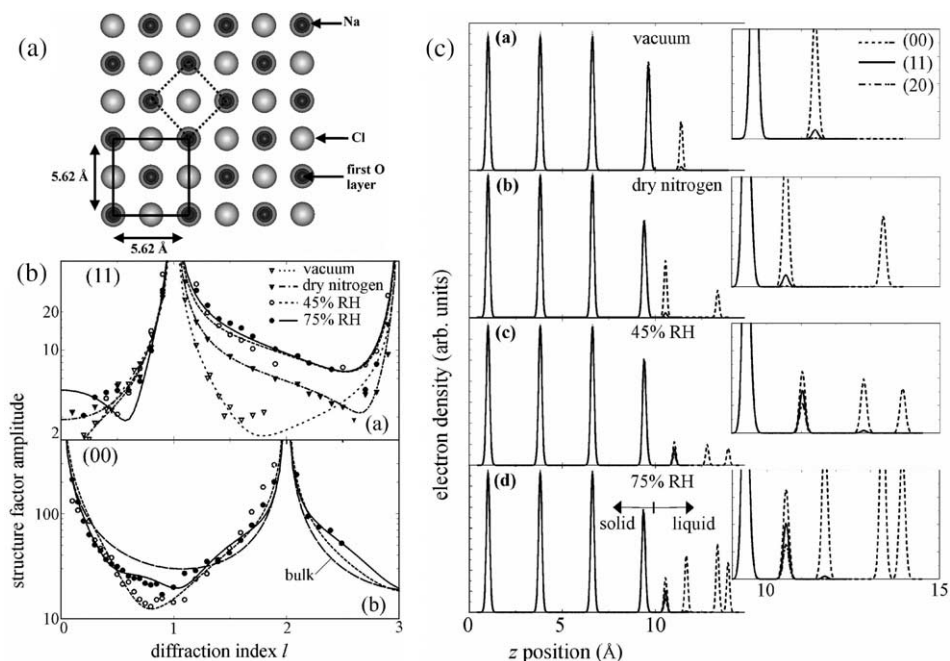 (a)
Na
Cl
first O
layer
5.62 Å
5.62 Å
(b)
(11)
vacuum
dry nitrogen
45% RH
75% RH
20
10
2
(a)
(00)
100
10
bulk
(b)
structure factor amplitude
0
1
2
3
diffraction index l
(c)
(a)
vacuum
(00)
(11)
(20)
(b)
dry nitrogen
(c)
45% RH
(d)
75% RH
solid
liquid
electron density (arb. units)
0
5
10
10
15
z position (Å)